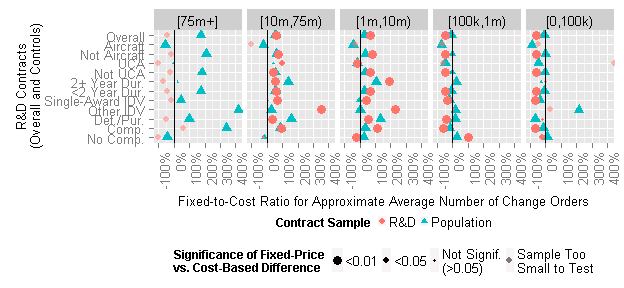 [75m+] [10m,75m) [1m,10m) [100k,1m) [0,100k)
R&D Contracts
(Overall and Controls)
Overall
Aircraft
Not Aircraft
UCA
Not UCA
2+ Year Dur.
<2 Year Dur.
Single-Award IDV
Other IDV
Def./Pur.
Comp.
No Comp.
-100% 0% 100% 200% 300% 400% -100% 0% 100% 200% 300% 400% -100% 0% 100% 200% 300% 400% -100% 0% 100% 200% 300% 400% -100% 0% 100% 200% 300% 400%
Fixed-to-Cost Ratio for Approximate Average Number of Change Orders
Contract Sample R&D Population
Significance of Fixed-Price
vs. Cost-Based Difference
<0.01 <0.05
Not Signif.
(>0.05)
Sample Too
Small to Test